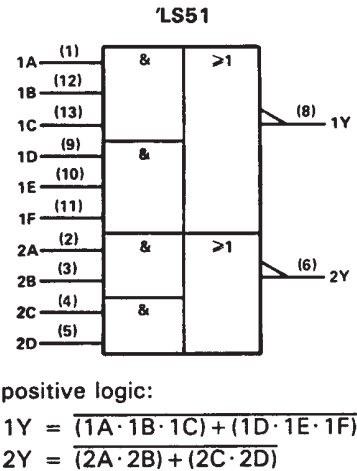 'LS51
1A (1) & ≥1
1B (12)
1C (13) (8) 1Y
1D (9) &
1E (10)
1F (11)
2A (2) & ≥1
2B (3) (6) 2Y
2C (4) &
2D (5)
positive logic:
1Y = (1A·1B·1C) + (1D·1E·1F)
2Y = (2A·2B) + (2C·2D)